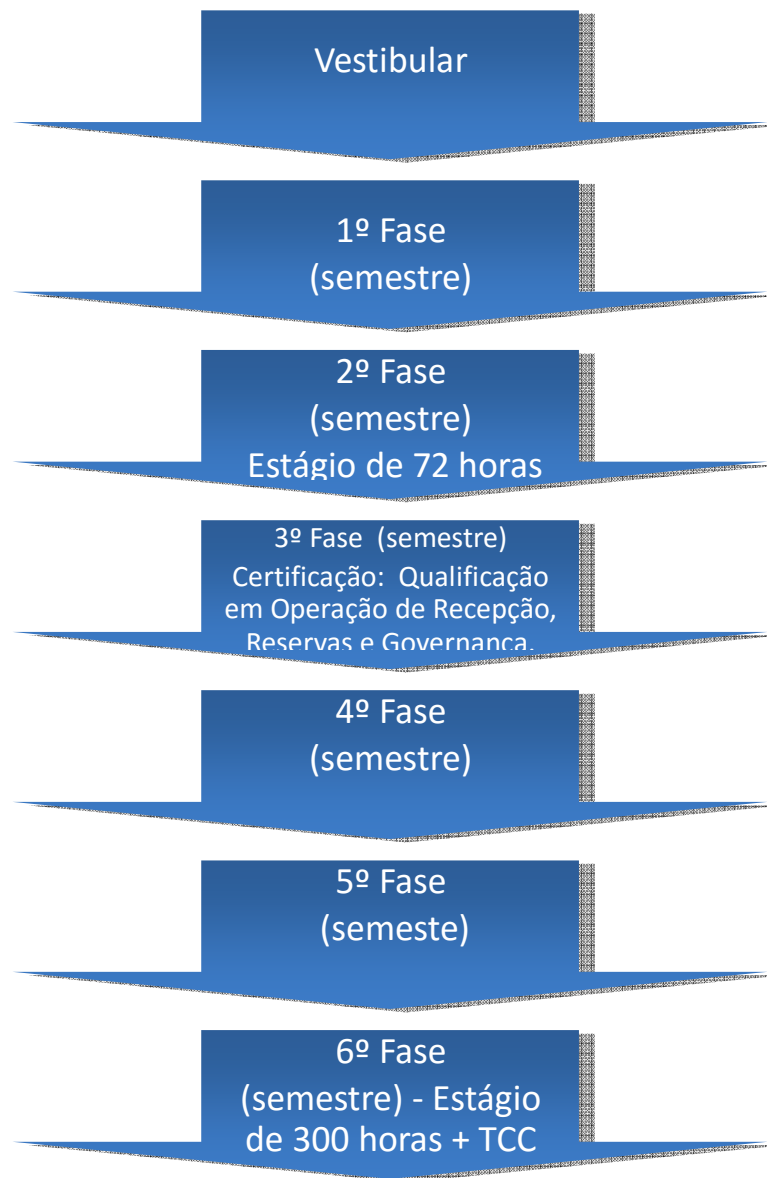 Vestibular
1º Fase
(semestre)
2º Fase
(semestre)
Estágio de 72 horas
3º Fase (semestre)
Certificação: Qualificação
em Operação de Recepção,
Reservas e Governança.
4º Fase
(semestre)
5º Fase
(semeste)
6º Fase
(semestre) - Estágio
de 300 horas + TCC